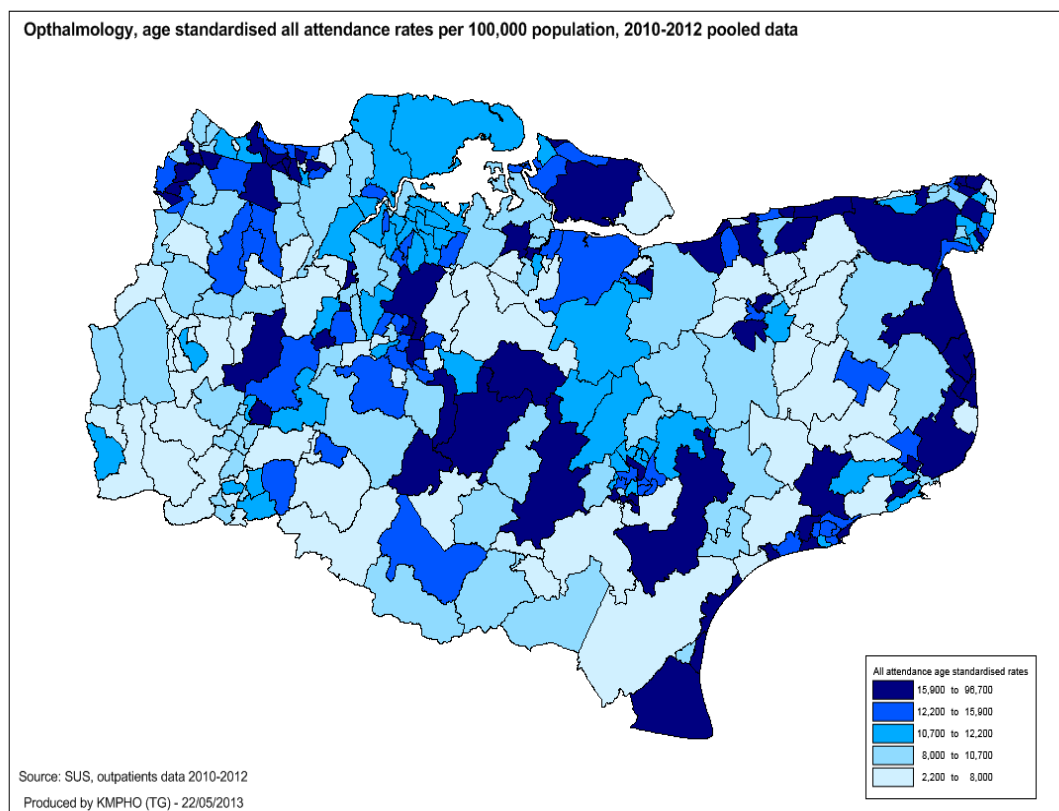 Opthalmology, age standardised all attendance rates per 100,000 population, 2010-2012 pooled data
All attendance age standardised rates
15,900 to 96,700
12,200 to 15,900
10,700 to 12,200
8,000 to 10,700
2,200 to 8,000
Source: SUS, outpatients data 2010-2012
Produced by KMPHO (TG) - 22/05/2013